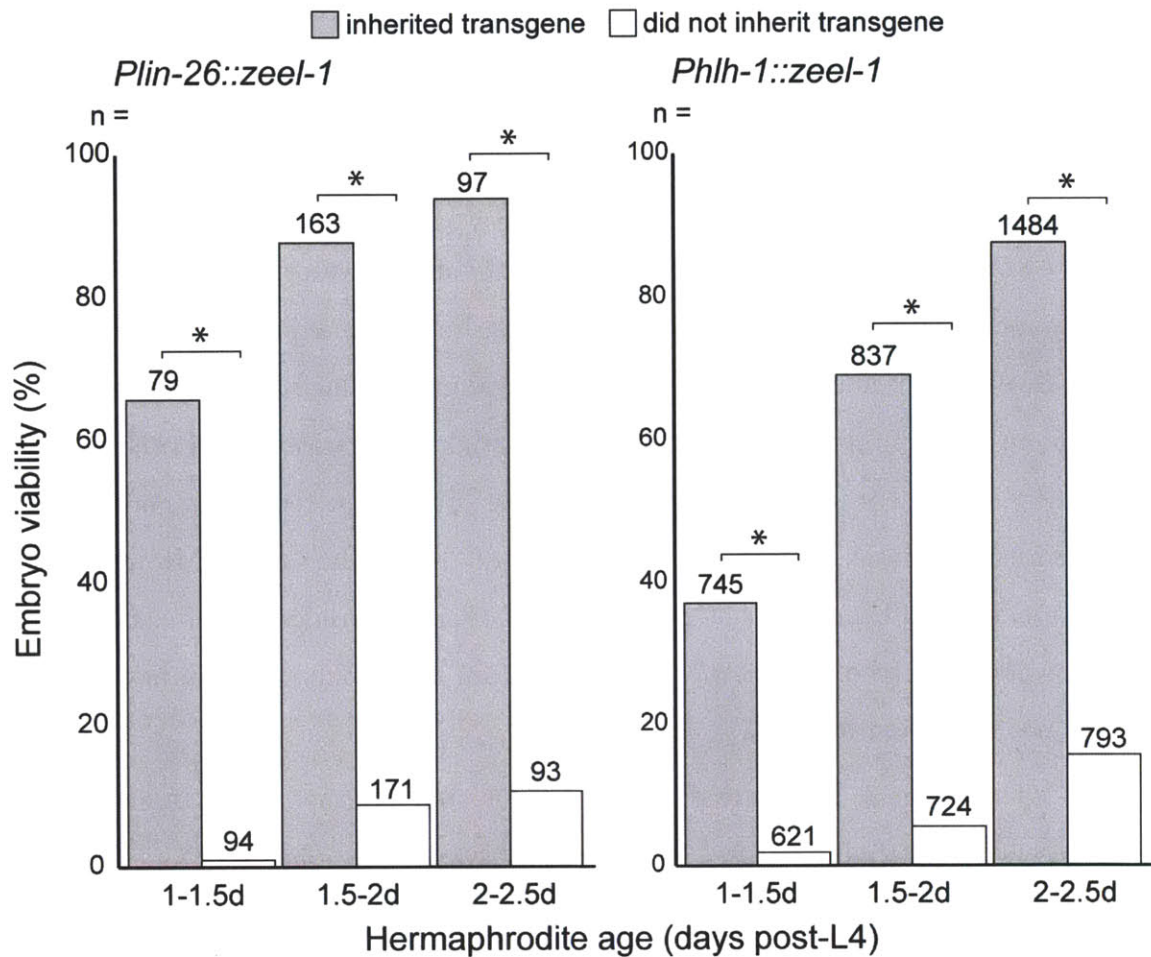 inherited transgene did not inherit transgene
Plin-26::zeel-1 Phlh-1::zeel-1
n = n =
100 * * 97 100 *
163 1484
80 * 80 *
79 837
60 60 *
40 40 745
20 20 793
171 93 724
0 94 0 621
1-1.5d 1.5-2d 2-2.5d 1-1.5d 1.5-2d 2-2.5d
Embryo viability (%)
Hermaphrodite age (days post-L4)